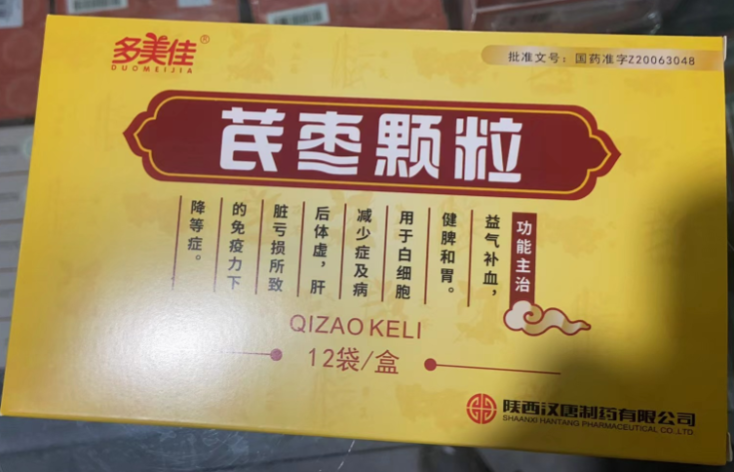 多美佳®
DUOMEIJIA
批准文号：国药准字Z20063048
芪枣颗粒
功能主治
益气补血，
健脾和胃。
用于白细胞
减少症及病
后体虚，肝
脏亏损所致
的免疫力下
降等症。
QIZAO KELI
12袋/盒
陕西汉唐制药有限公司
SHAANXI HANTANG PHARMACEUTICAL CO.,LTD.